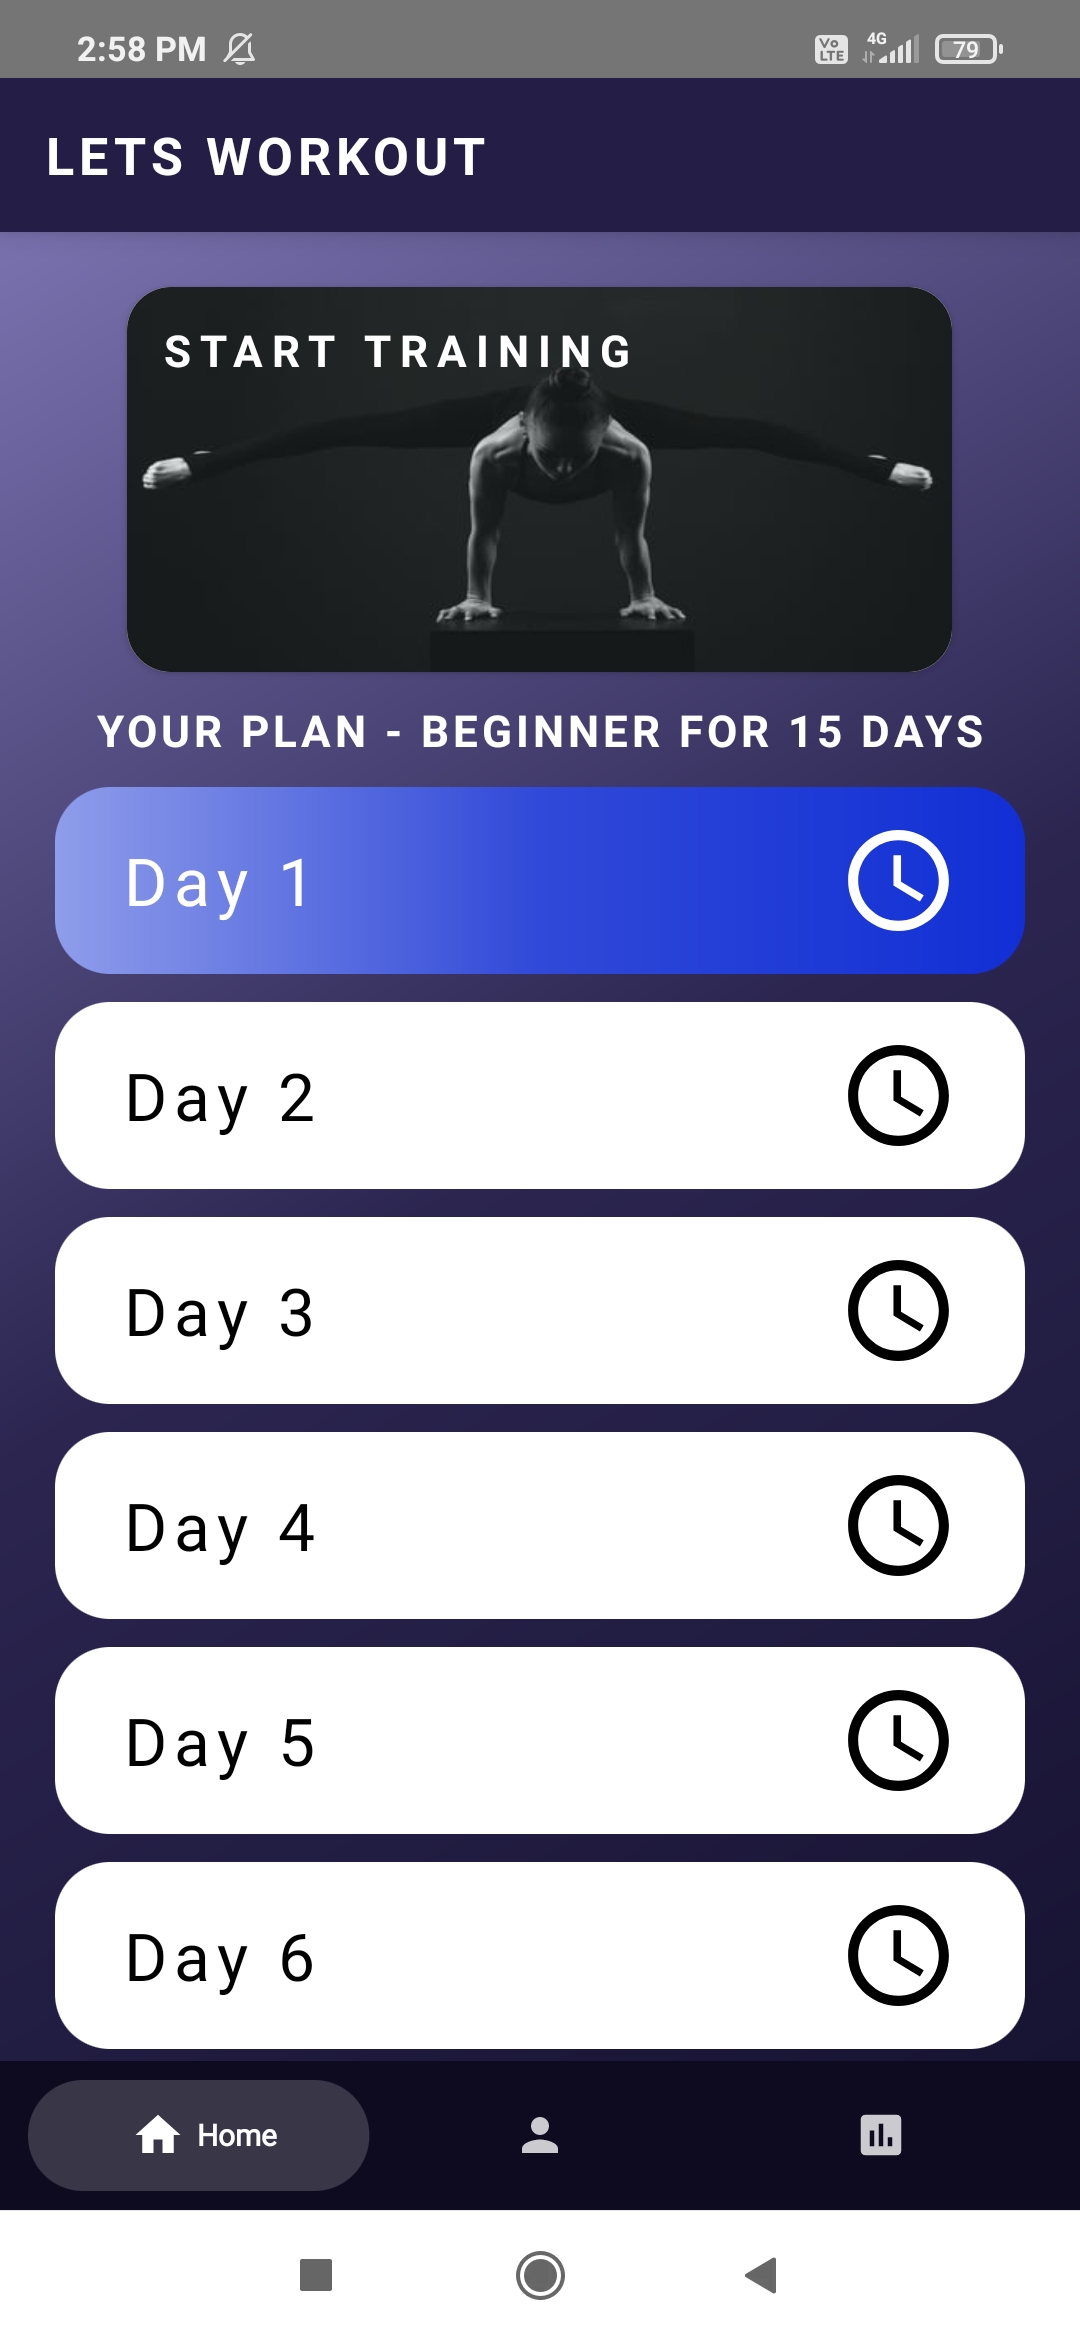 2:58 PM
Vo LTE 4G 79
LETS WORKOUT
START TRAINING
YOUR PLAN - BEGINNER FOR 15 DAYS
Day 1
Day 2
Day 3
Day 4
Day 5
Day 6
Home